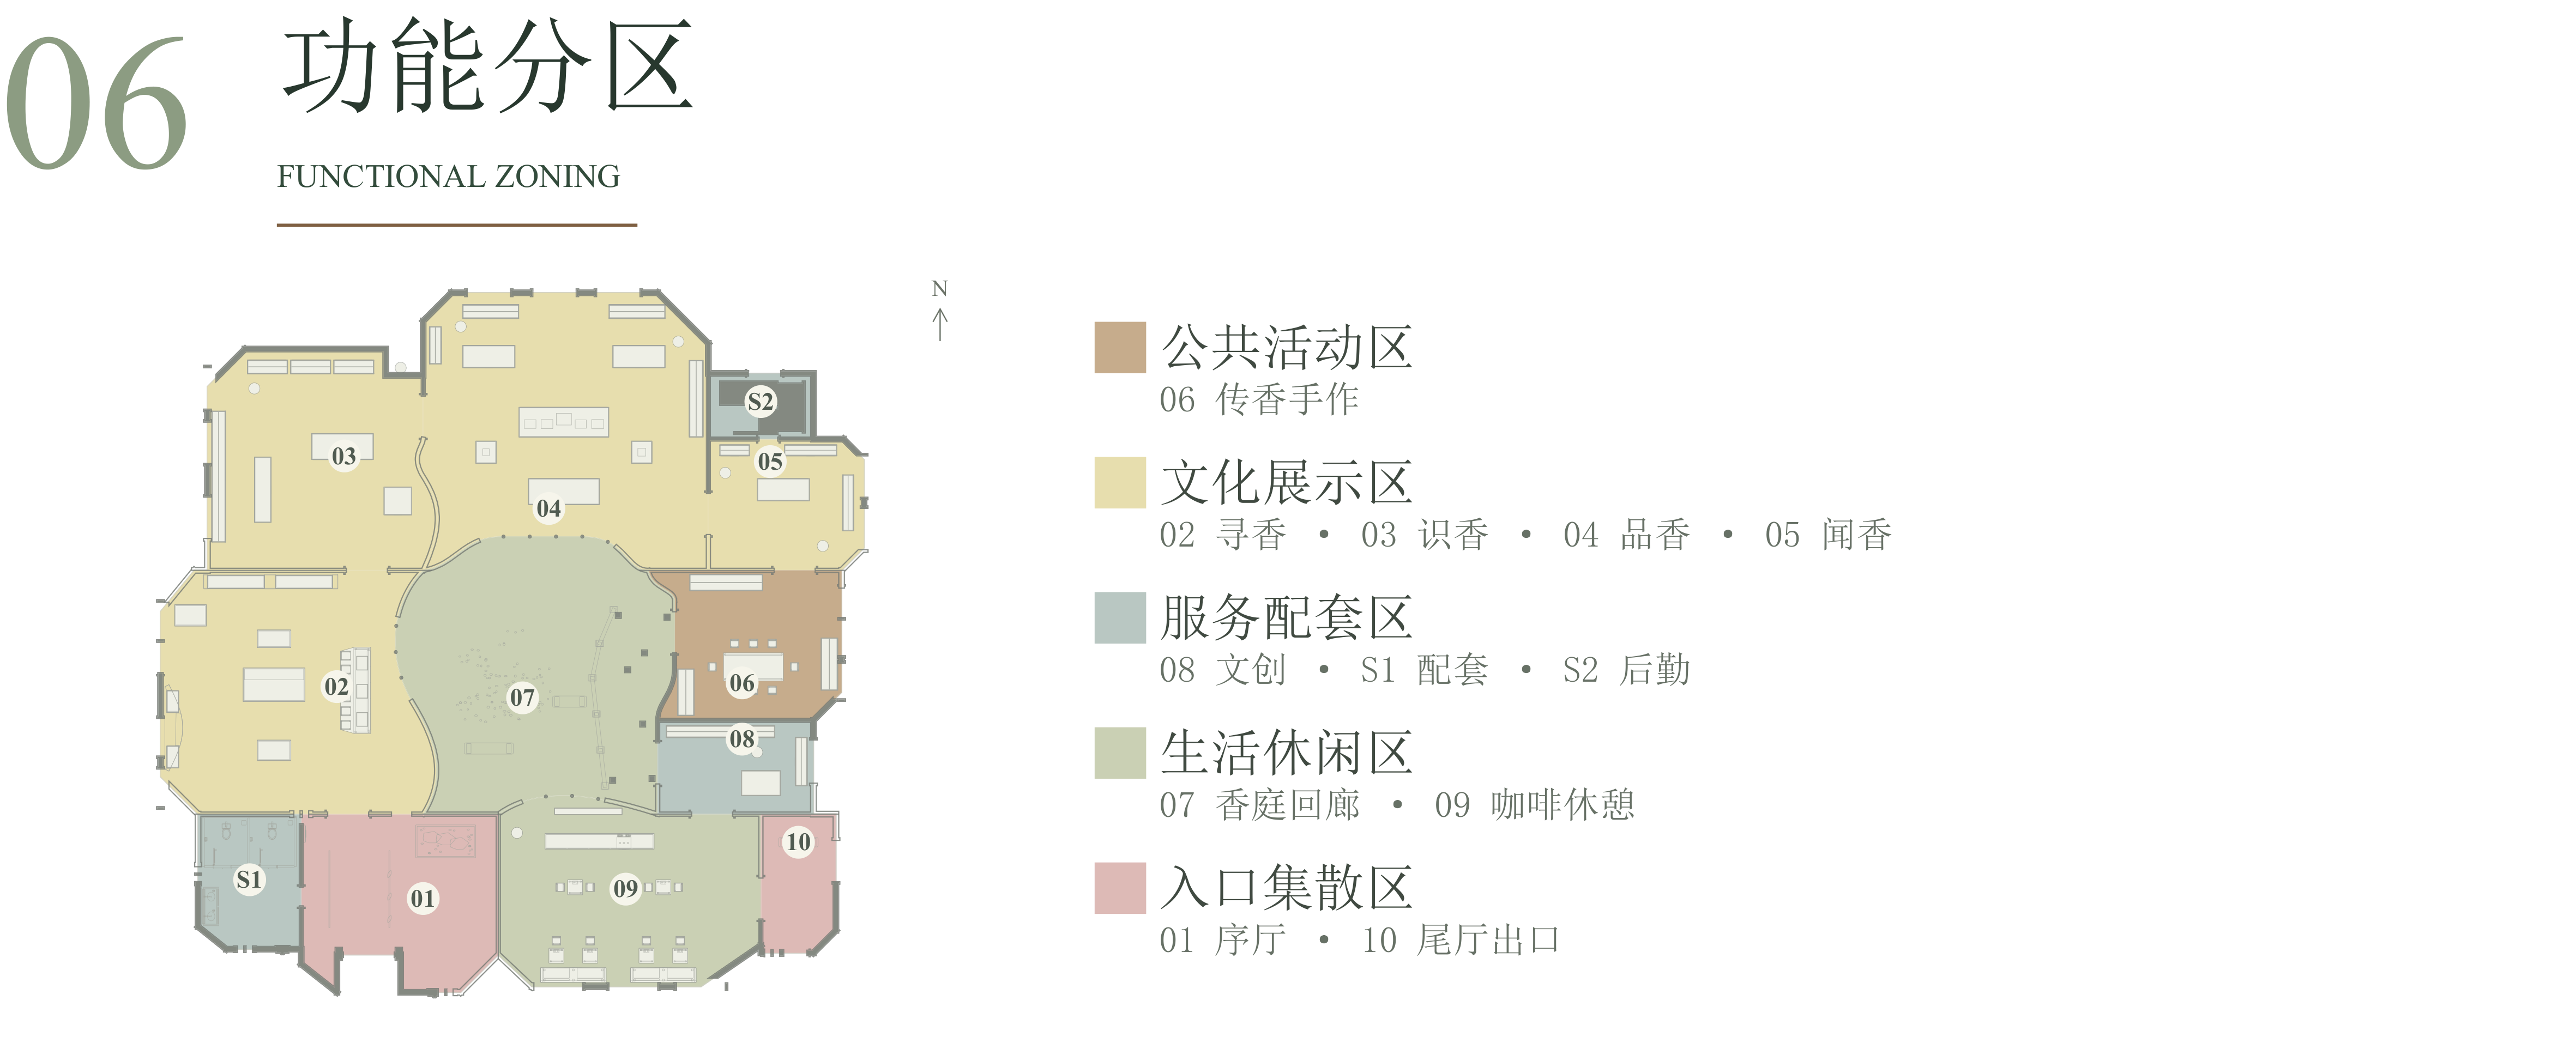 06
功能分区
FUNCTIONAL ZONING
N
S2
03
05
04
02
07
06
08
10
S1
01
09
公共活动区
06 传香手作
文化展示区
02 寻香 • 03 识香 • 04 品香 • 05 闻香
服务配套区
08 文创 • S1 配套 • S2 后勤
生活休闲区
07 香庭回廊 • 09 咖啡休憩
入口集散区
01 序厅 • 10 尾厅出口